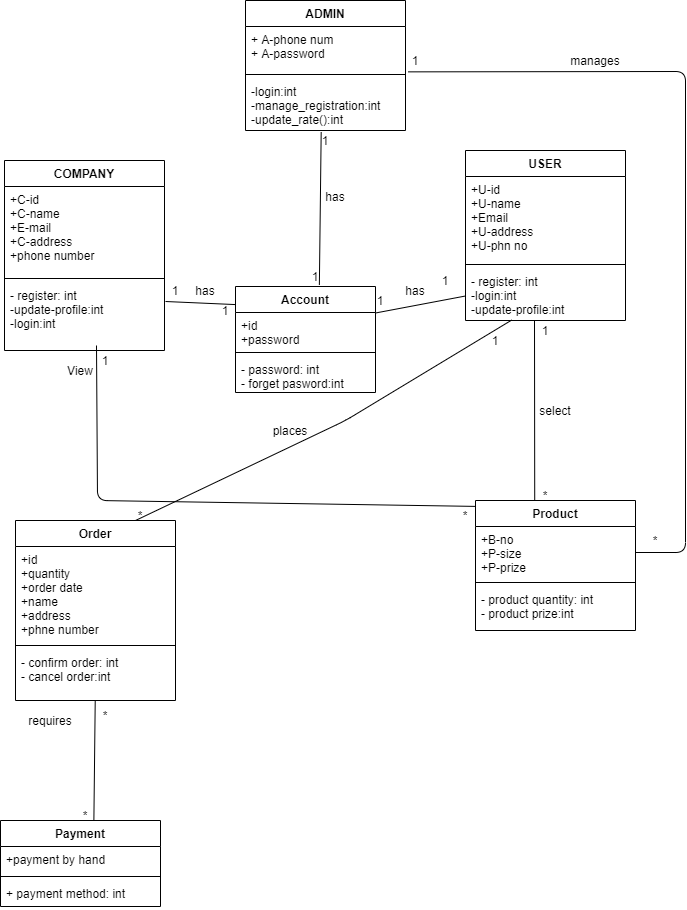 ADMIN
+ A-phone num
+ A-password
-login:int
-manage_registration:int
-update_rate():int
1
manages
1
has
1
COMPANY
+C-id
+C-name
+E-mail
+C-address
+phone number
- register: int
-update-profile:int
-login:int
USER
+U-id
+U-name
+Email
+U-address
+U-phn no
- register: int
-login:int
-update-profile:int
1
has
1
Account
+id
+password
- password: int
- forget pasword:int
1
has
1
View
1
1
places
*
1
select
*
*
*
Product
+B-no
+P-size
+P-prize
- product quantity: int
- product prize:int
Order
+id
+quantity
+order date
+name
+address
+phne number
- confirm order: int
- cancel order:int
requires
*
*
Payment
+payment by hand
+ payment method: int